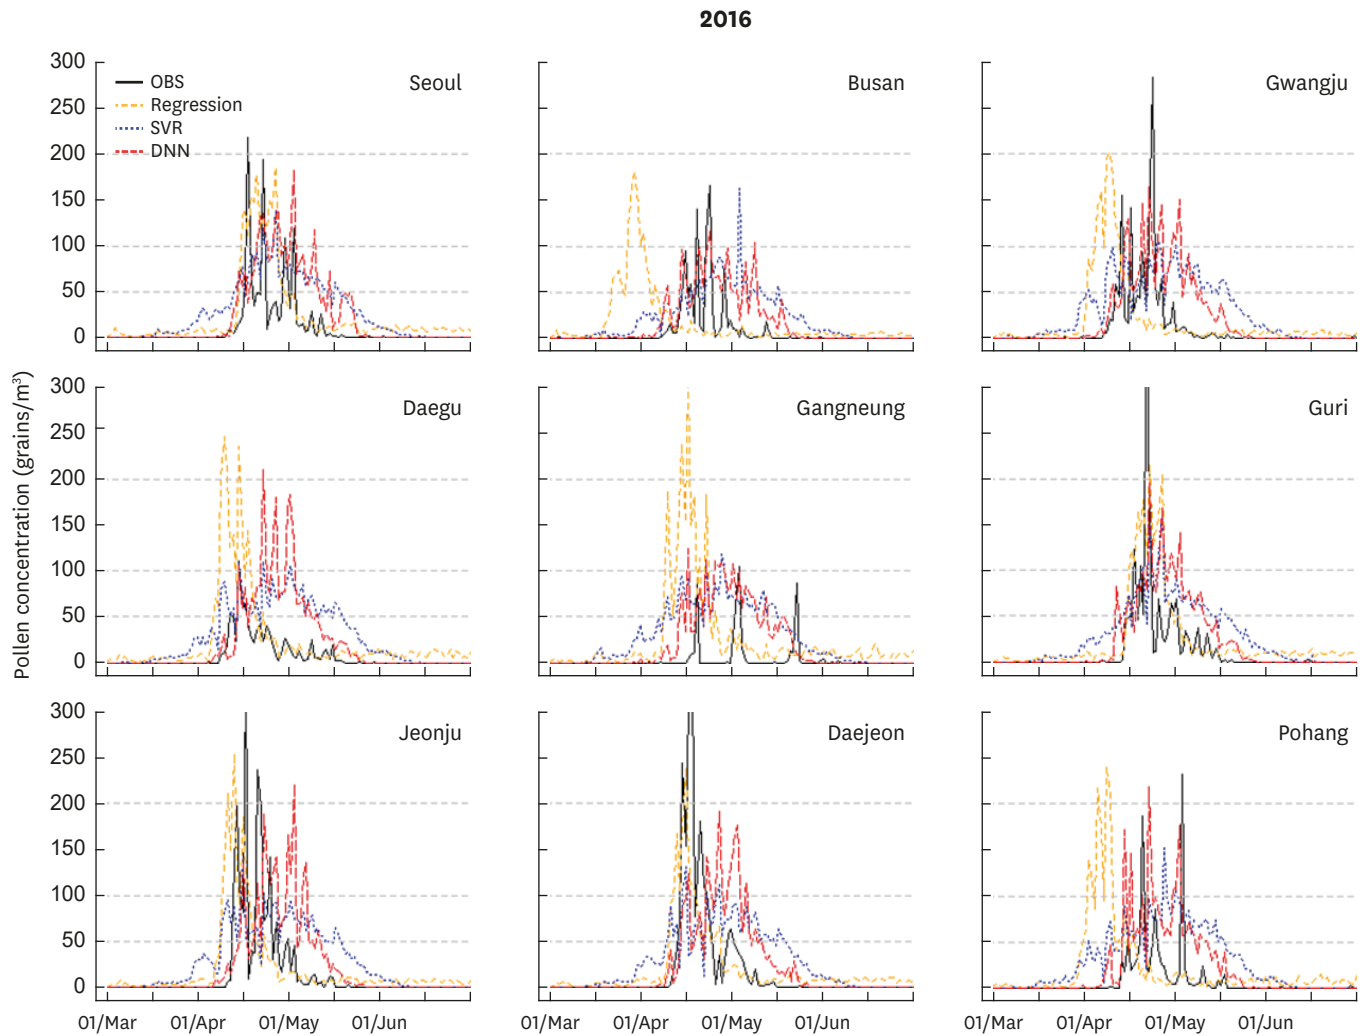 2016
300
250
200
150
100
50
0
OBS
Regression
SVR
DNN
Seoul
Busan
Gwangju
Pollen concentration (grains/m³)
300
250
200
150
100
50
0
Daegu
Gangneung
Guri
300
250
200
150
100
50
0
Jeonju
Daejeon
Pohang
01/Mar 01/Apr 01/May 01/Jun
01/Mar 01/Apr 01/May 01/Jun
01/Mar 01/Apr 01/May 01/Jun